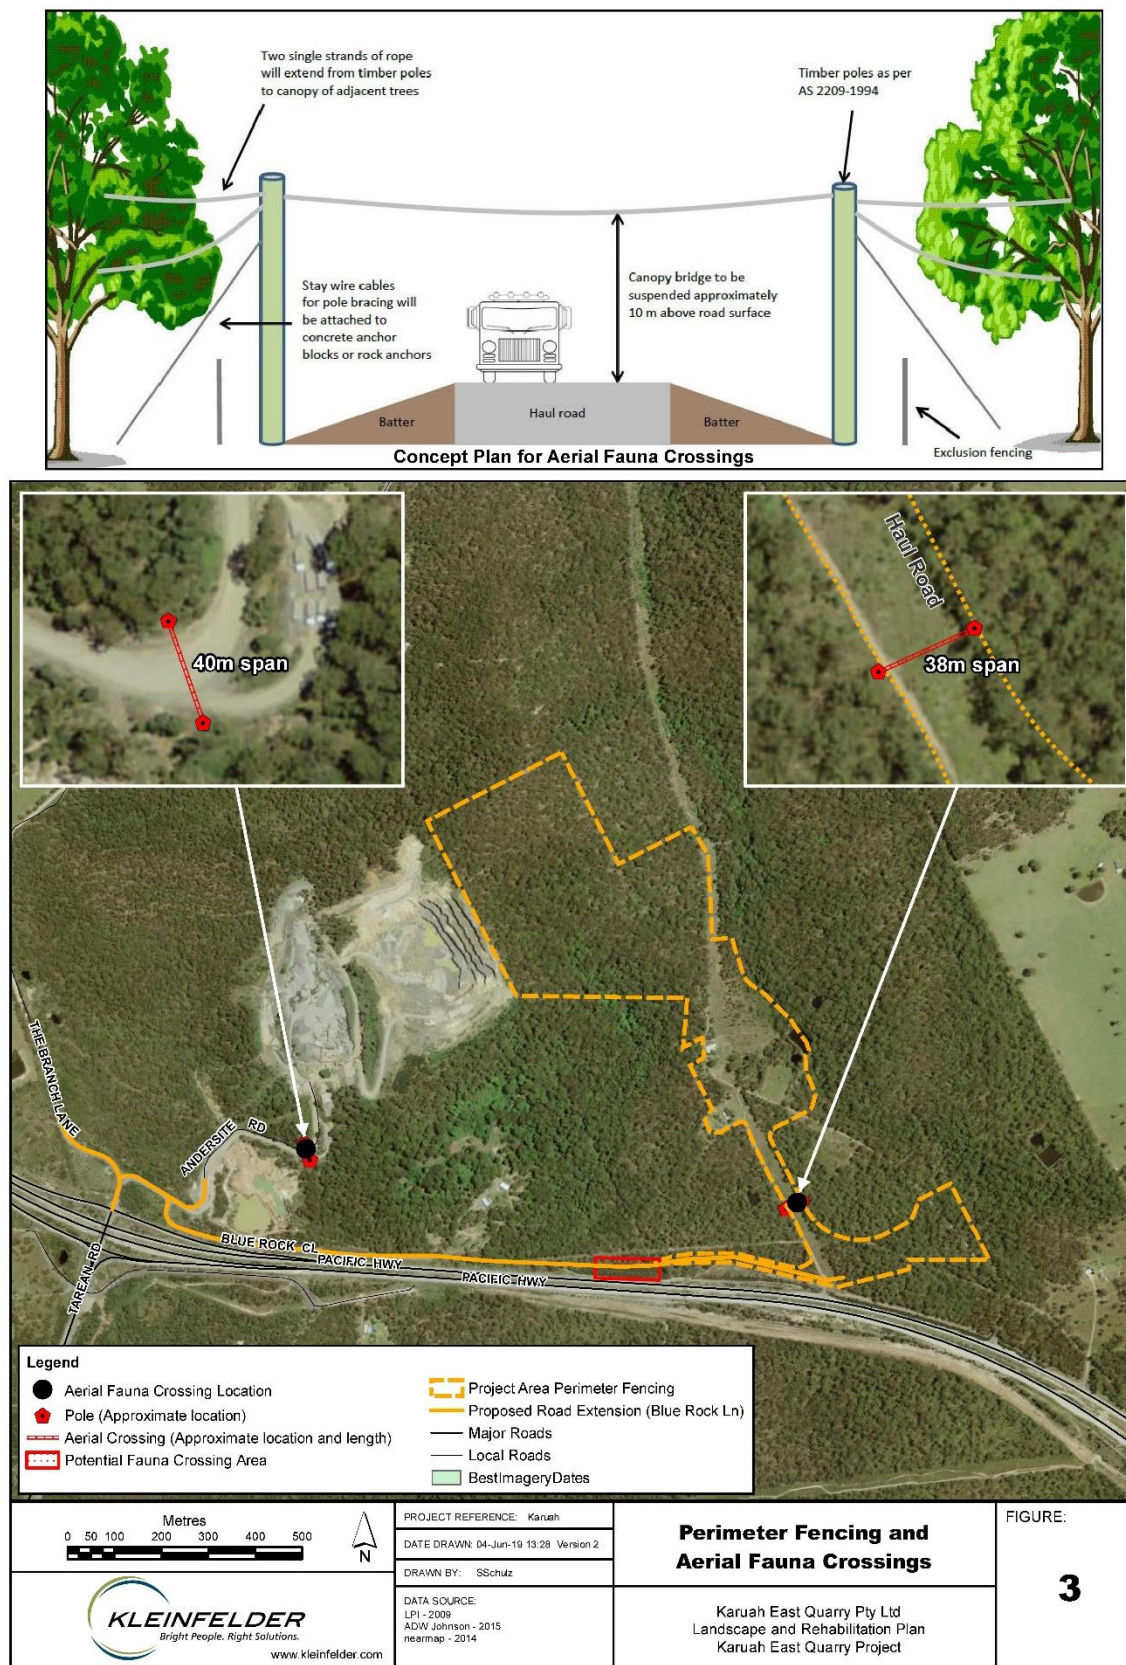 Two single strands of rope
will extend from timber poles
to canopy of adjacent trees
Timber poles as per
AS 2209-1994
Stay wire cables
for pole bracing will
be attached to
concrete anchor
blocks or rock anchors
Canopy bridge to be
suspended approximately
10 m above road surface
Batter
Haul road
Batter
Exclusion fencing
Concept Plan for Aerial Fauna Crossings
40m span
Haul Road
38m span
THE BRANCH LANE
ANDERSITE RD
TAREAN RD
BLUE ROCK CL
PACIFIC HWY
PACIFIC HWY
Legend
Aerial Fauna Crossing Location
Pole (Approximate location)
Aerial Crossing (Approximate location and length)
Potential Fauna Crossing Area
Project Area Perimeter Fencing
Proposed Road Extension (Blue Rock Ln)
Major Roads
Local Roads
BestImageryDates
Metres
0 50 100 200 300 400 500
N
KLEINFELDER
Bright People. Right Solutions.
www.kleinfelder.com
PROJECT REFERENCE: Karuah
DATE DRAWN: 04-Jun-19 13:28 Version 2
DRAWN BY: SSchulz
DATA SOURCE:
LPI - 2009
ADW Johnson - 2015
nearmap - 2014
Perimeter Fencing and
Aerial Fauna Crossings
Karuah East Quarry Pty Ltd
Landscape and Rehabilitation Plan
Karuah East Quarry Project
FIGURE:
3